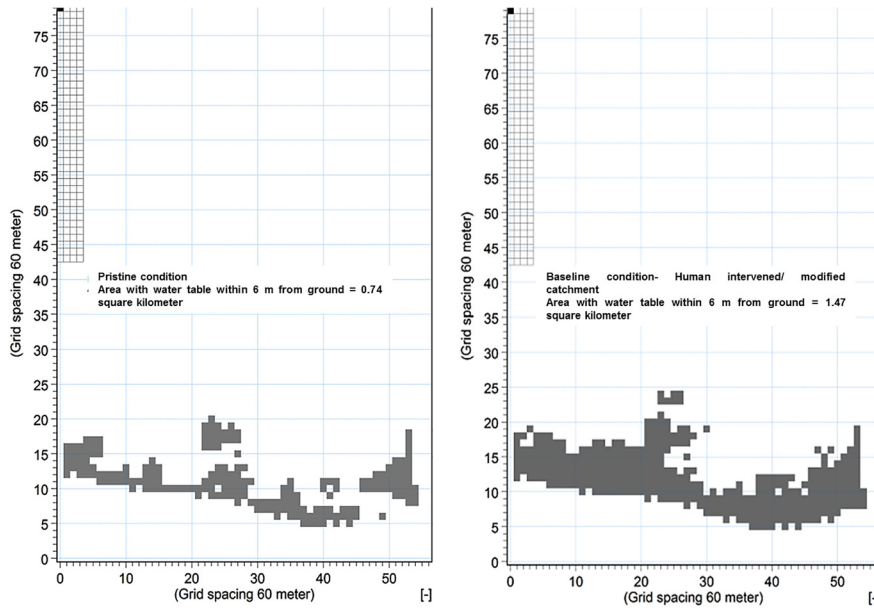 75
70
65
60
55
50
45
40
35
30
25
20
15
10
5
0
(Grid spacing 60 meter)
Pristine condition
Area with water table within 6 m from ground = 0.74
square kilometer
0 10 20 30 40 50
(Grid spacing 60 meter) [-]
75
70
65
60
55
50
45
40
35
30
25
20
15
10
5
0
(Grid spacing 60 meter)
Baseline condition- Human intervened/ modified
catchment
Area with water table within 6 m from ground = 1.47
square kilometer
0 10 20 30 40 50
(Grid spacing 60 meter) [-]